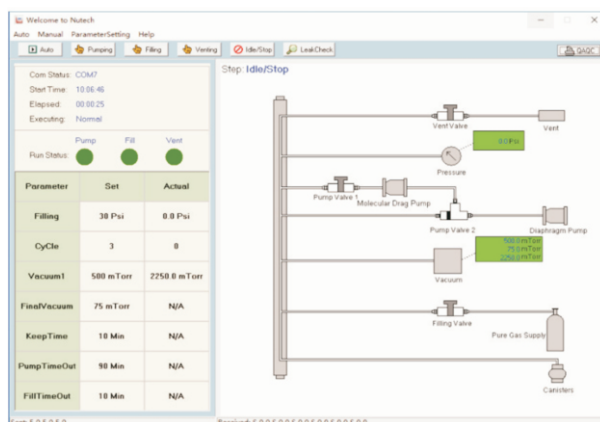 Welcome to Nutech
Auto Manual ParameterSetting Help
Auto Pumping Filling Venting Idle/Stop LeakCheck QAQC
Com Status: COM7
Start Time: 10:06:46
Elapsed: 00:00:25
Executing: Normal
Pump Fill Vent
Run Status:
Parameter Set Actual
Filling 30 Psi 0.0 Psi
CyCle 3 0
Vacuum1 500 mTorr 2250.0 mTorr
FinalVacuum 75 mTorr N/A
KeepTime 10 Min N/A
PumpTimeOut 90 Min N/A
FillTimeOut 10 Min N/A
Step: Idle/Stop
Vent Valve
Vent
0.0 Psi
Pressure
Pump Valve 1
Molecular Drag Pump
Pump Valve 2
Diaphragm Pump
500.0 mTorr
75.0 mTorr
2250.0 mTorr
Vacuum
Filling Valve
Pure Gas Supply
Canisters